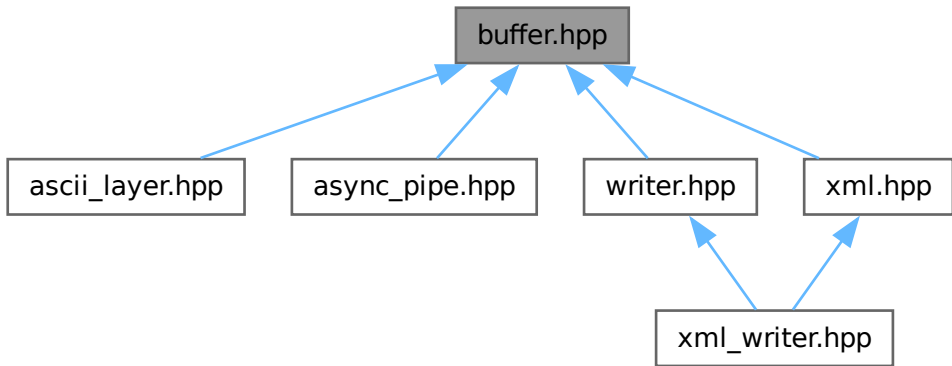 buffer.hpp
ascii_layer.hpp
async_pipe.hpp
writer.hpp
xml.hpp
xml_writer.hpp